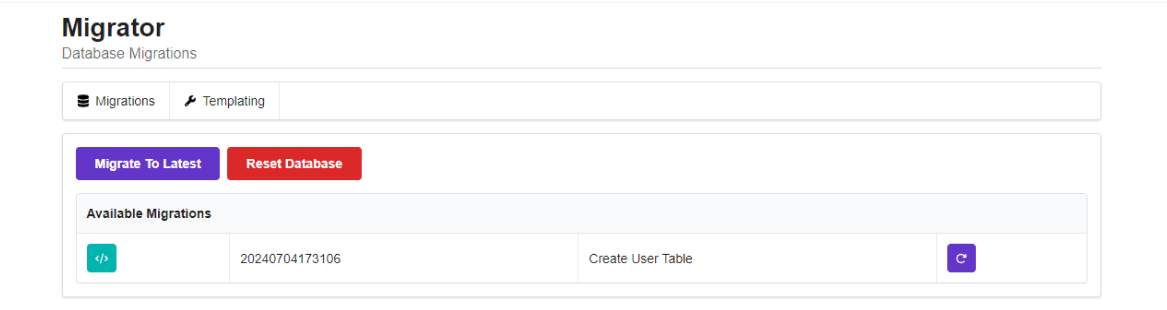 Migrator
Database Migrations
Migrations Templating
Migrate To Latest Reset Database
Available Migrations
</> 20240704173106 Create User Table